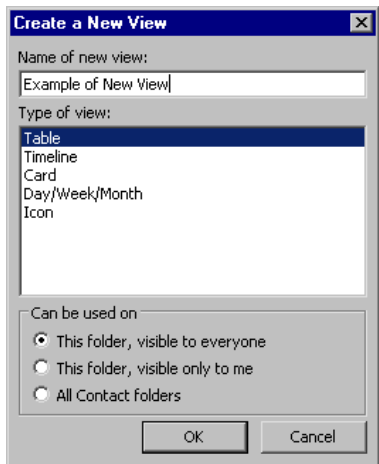 Create a New View
Name of new view:
Example of New View
Type of view:
Table
Timeline
Card
Day/Week/Month
Icon
Can be used on
This folder, visible to everyone
This folder, visible only to me
All Contact folders
OK Cancel